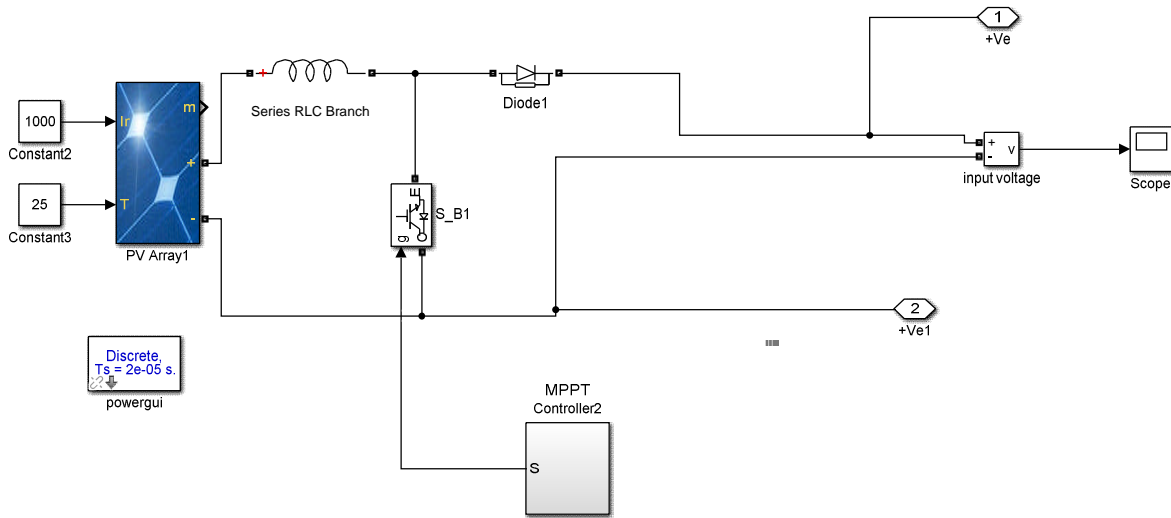 1
+Ve
Series RLC Branch
Diode1
1000
Constant2
Ir
m
+
T
-
25
Constant3
PV Array1
g
E
C
S_B1
+
-
v
input voltage
Scope
2
+Ve1
Discrete,
Ts = 2e-05 s.
powergui
MPPT
Controller2
S